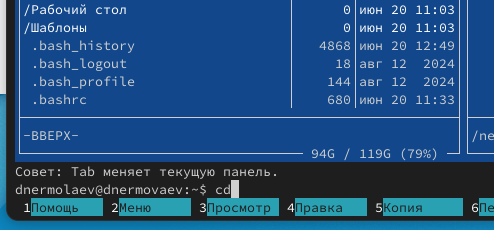 /Рабочий стол 0 июн 20 11:03
/Шаблоны 0 июн 20 11:03
.bash_history 4868 июн 20 12:49
.bash_logout 18 авг 12 2024
.bash_profile 144 авг 12 2024
.bashrc 680 июн 20 11:33
-ВВЕРХ-
/не
94G / 119G (79%)
Совет: Tab меняет текущую панель.
dnermolaev@dnermovaev:~$ cd
1Помощь 2Меню 3Просмотр 4Правка 5Копия 6Пе